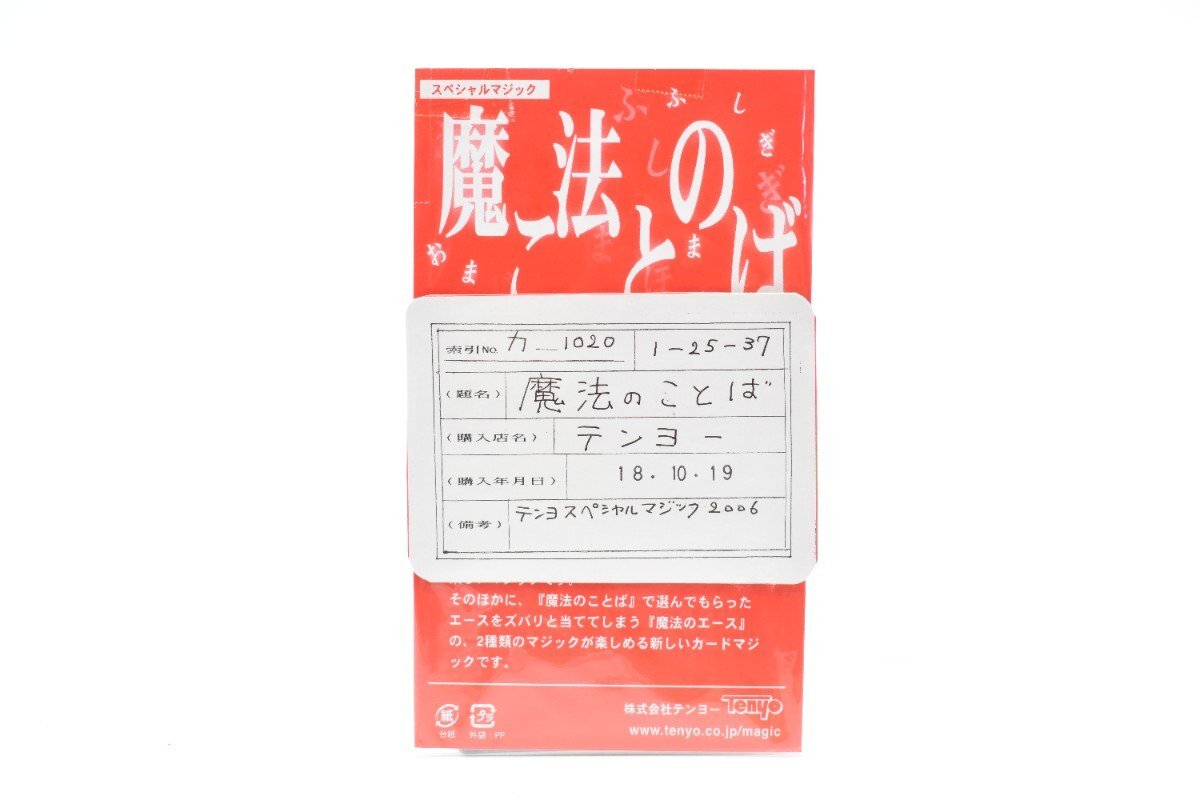 スペシャルマジック
ふ ふ し
魔法の
し ぎ ぎ
ことば
お ま ま ま ほ
索引No. カ — 1020 1-25-37
(題名) 魔法のことば
(購入店名) テンヨー
(購入年月日) 18.10.19
(備考) テンヨスペシャルマジック2006
そのほかに、『魔法のことば』で選んでもらった
エースをズバリと当ててしまう『魔法のエース』
の、2種類のマジックが楽しめる新しいカードマジ
ックです。
紙 プラ 株式会社テンヨー Tenyo
台紙 外袋:PP www.tenyo.co.jp/magic